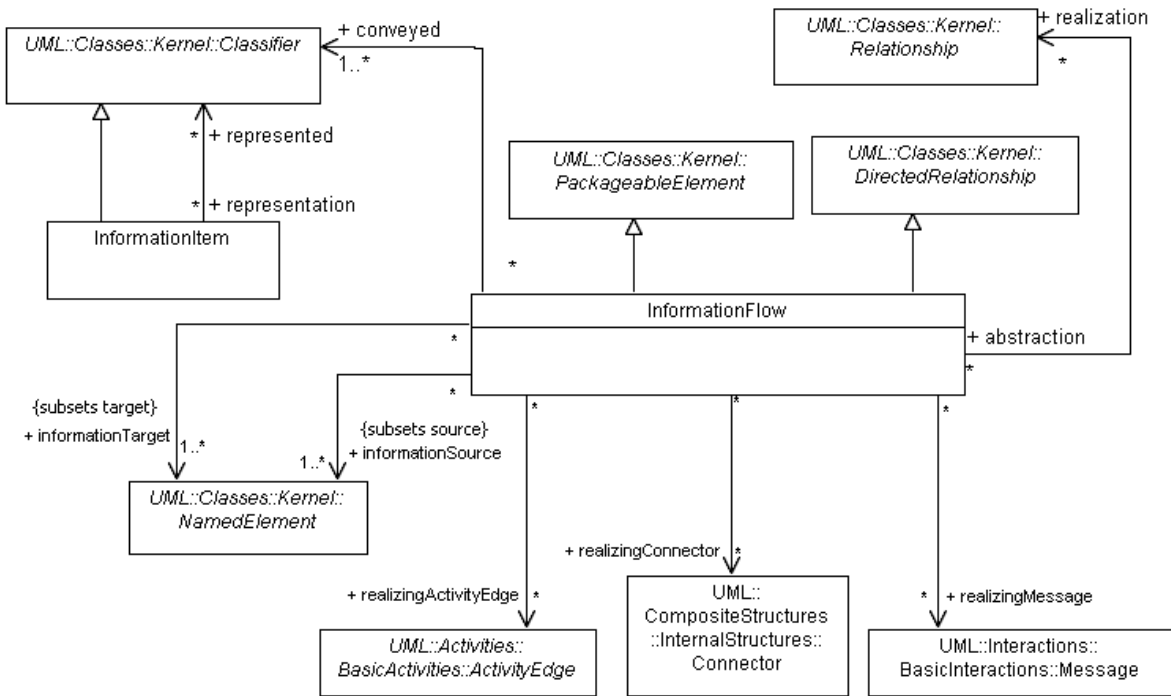 UML::Classes::Kernel::Classifier
+ conveyed
1..*
UML::Classes::Kernel::
Relationship
+ realization
*
* + represented
* + representation
InformationItem
UML::Classes::Kernel::
PackageableElement
UML::Classes::Kernel::
DirectedRelationship
*
InformationFlow
+ abstraction
*
*
*
{subsets target}
+ informationTarget
1..*
{subsets source}
+ informationSource
1..*
*
*
*
UML::Classes::Kernel::
NamedElement
+ realizingActivityEdge *
+ realizingConnector *
* + realizingMessage
UML::Activities::
BasicActivities::ActivityEdge
UML::
CompositeStructures
::InternalStructures::
Connector
UML::Interactions::
BasicInteractions::Message